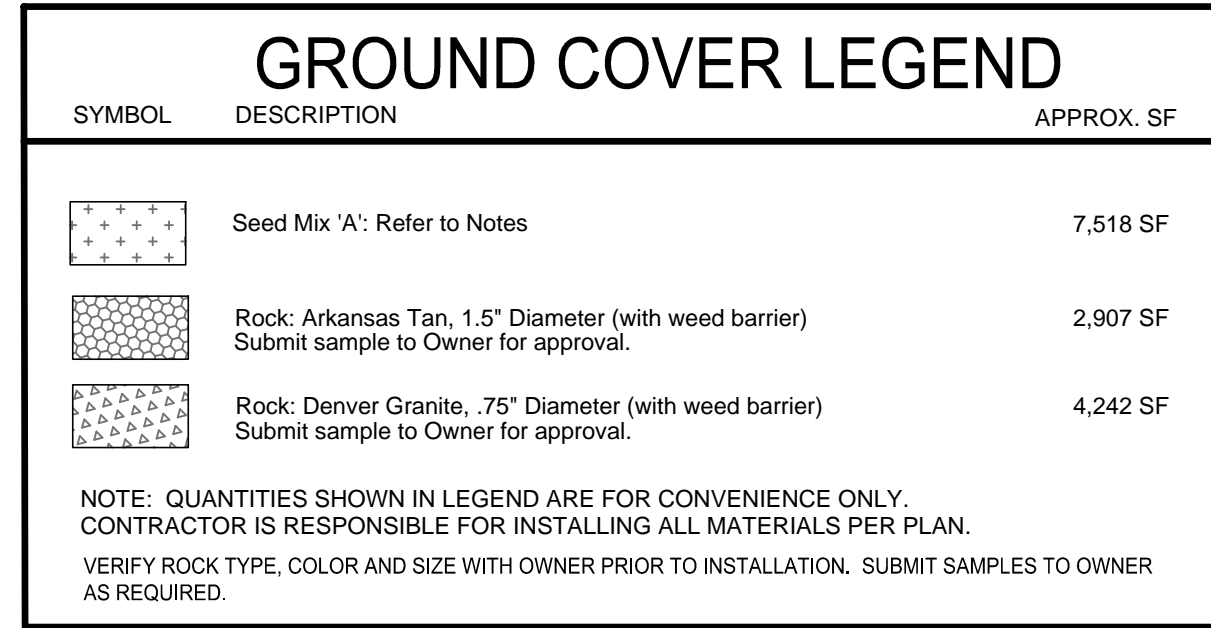 GROUND COVER LEGEND
SYMBOL DESCRIPTION APPROX. SF
Seed Mix 'A': Refer to Notes 7,518 SF
Rock: Arkansas Tan, 1.5" Diameter (with weed barrier) 2,907 SF
Submit sample to Owner for approval.
Rock: Denver Granite, .75" Diameter (with weed barrier) 4,242 SF
Submit sample to Owner for approval.
NOTE: QUANTITIES SHOWN IN LEGEND ARE FOR CONVENIENCE ONLY.
CONTRACTOR IS RESPONSIBLE FOR INSTALLING ALL MATERIALS PER PLAN.
VERIFY ROCK TYPE, COLOR AND SIZE WITH OWNER PRIOR TO INSTALLATION. SUBMIT SAMPLES TO OWNER
AS REQUIRED.